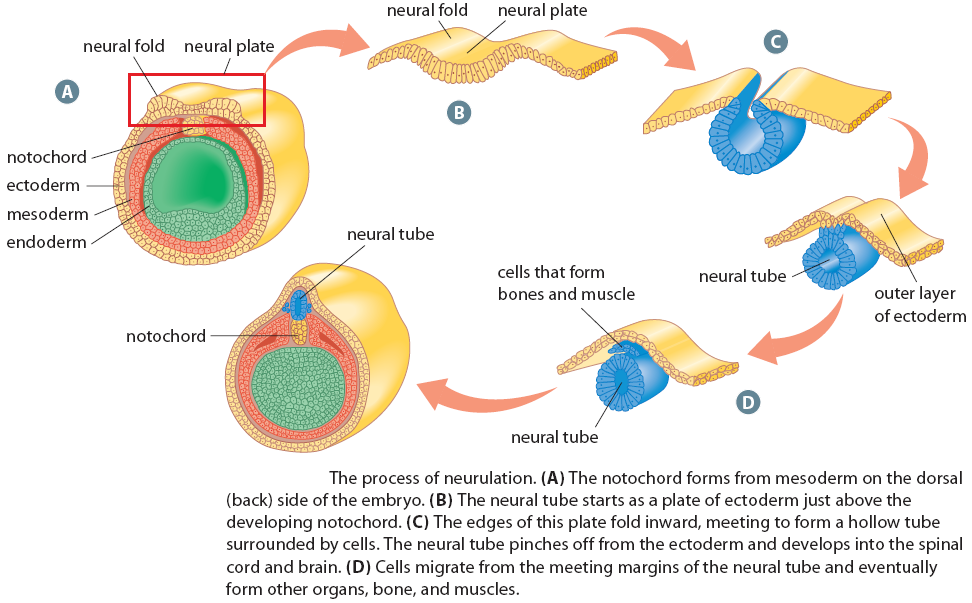 neural fold
neural plate
C
neural fold
neural plate
A
B
notochord
ectoderm
mesoderm
endoderm
neural tube
cells that form
bones and muscle
neural tube
outer layer
of ectoderm
notochord
D
neural tube
The process of neurulation. (A) The notochord forms from mesoderm on the dorsal
(back) side of the embryo. (B) The neural tube starts as a plate of ectoderm just above the
developing notochord. (C) The edges of this plate fold inward, meeting to form a hollow tube
surrounded by cells. The neural tube pinches off from the ectoderm and develops into the spinal
cord and brain. (D) Cells migrate from the meeting margins of the neural tube and eventually
form other organs, bone, and muscles.